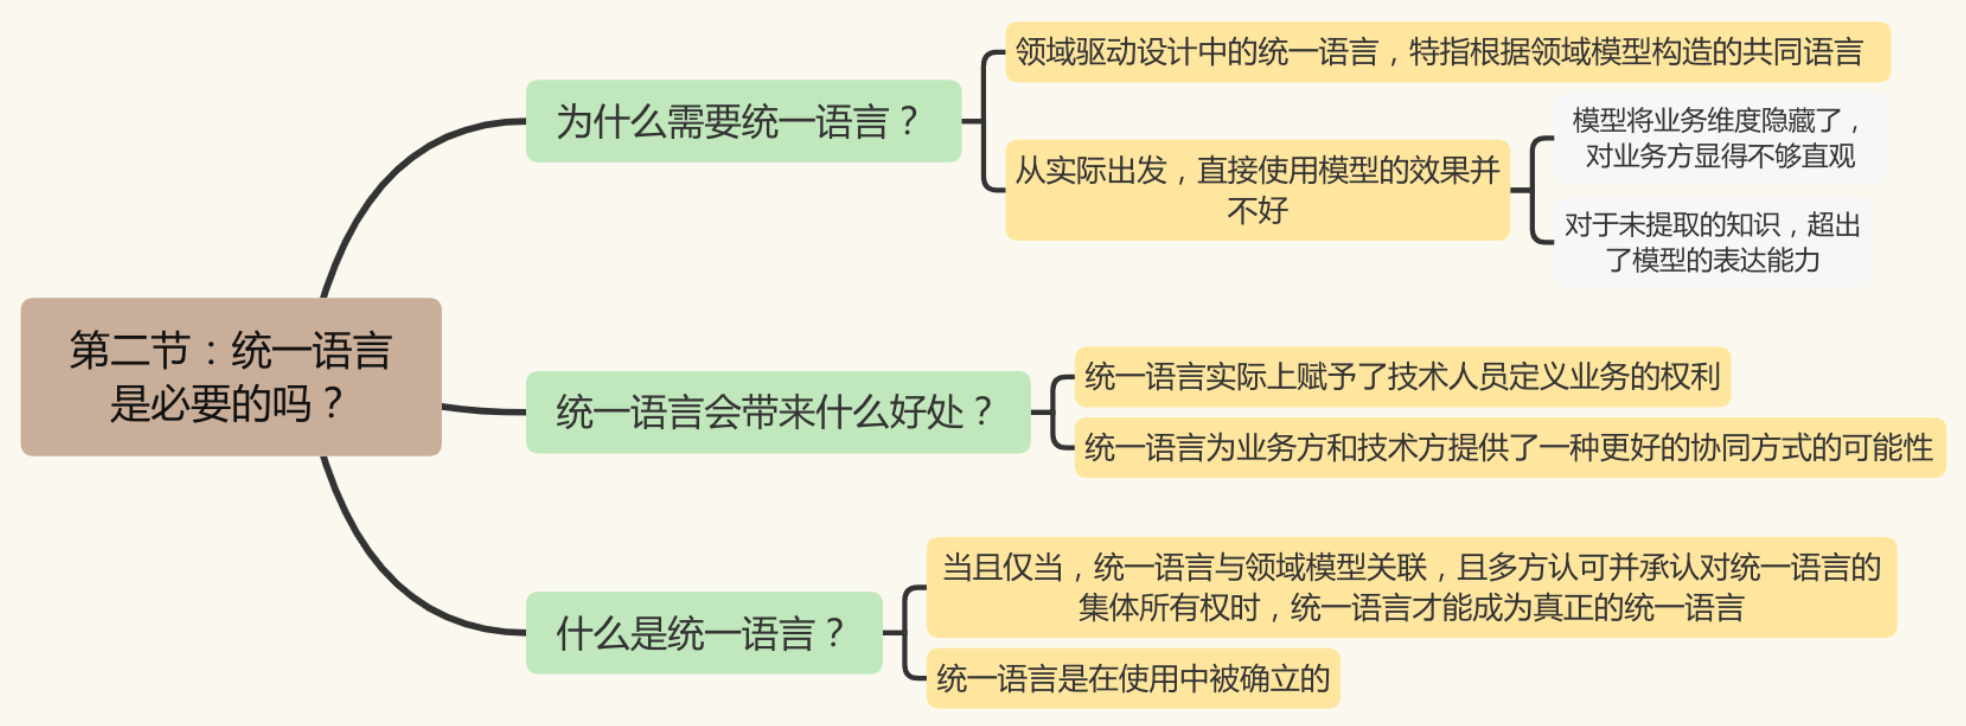 第二节：统一语言
是必要的吗？
为什么需要统一语言？
领域驱动设计中的统一语言，特指根据领域模型构造的共同语言
从实际出发，直接使用模型的效果并
不好
模型将业务维度隐藏了，
对业务方显得不够直观
对于未提取的知识，超出
了模型的表达能力
统一语言会带来什么好处？
统一语言实际上赋予了技术人员定义业务的权利
统一语言为业务方和技术方提供了一种更好的协同方式的可能性
什么是统一语言？
当且仅当，统一语言与领域模型关联，且多方认可并承认对统一语言的
集体所有权时，统一语言才能成为真正的统一语言
统一语言是在使用中被确立的